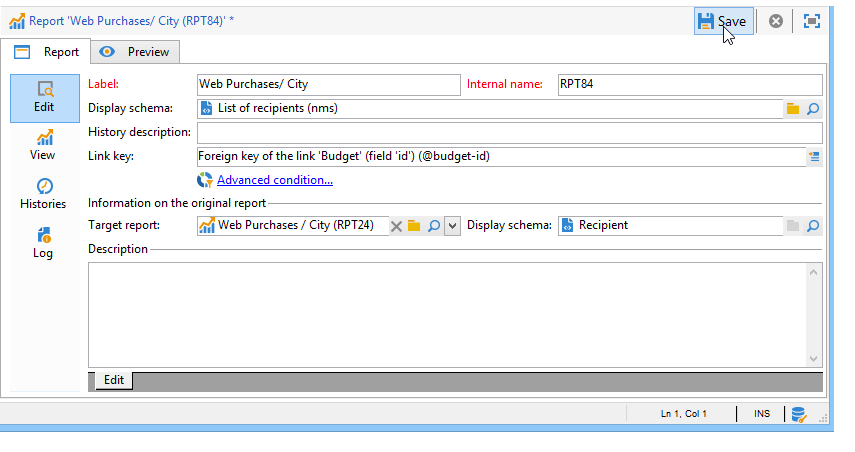 Report 'Web Purchases/ City (RPT84)' *
Save
Report
Preview
Edit
View
Histories
Log
Label:
Web Purchases/ City
Internal name:
RPT84
Display schema:
List of recipients (nms)
History description:
Link key:
Foreign key of the link 'Budget' (field 'id') (@budget-id)
Advanced condition...
Information on the original report
Target report:
Web Purchases / City (RPT24)
Display schema:
Recipient
Description
Edit
Ln 1, Col 1
INS